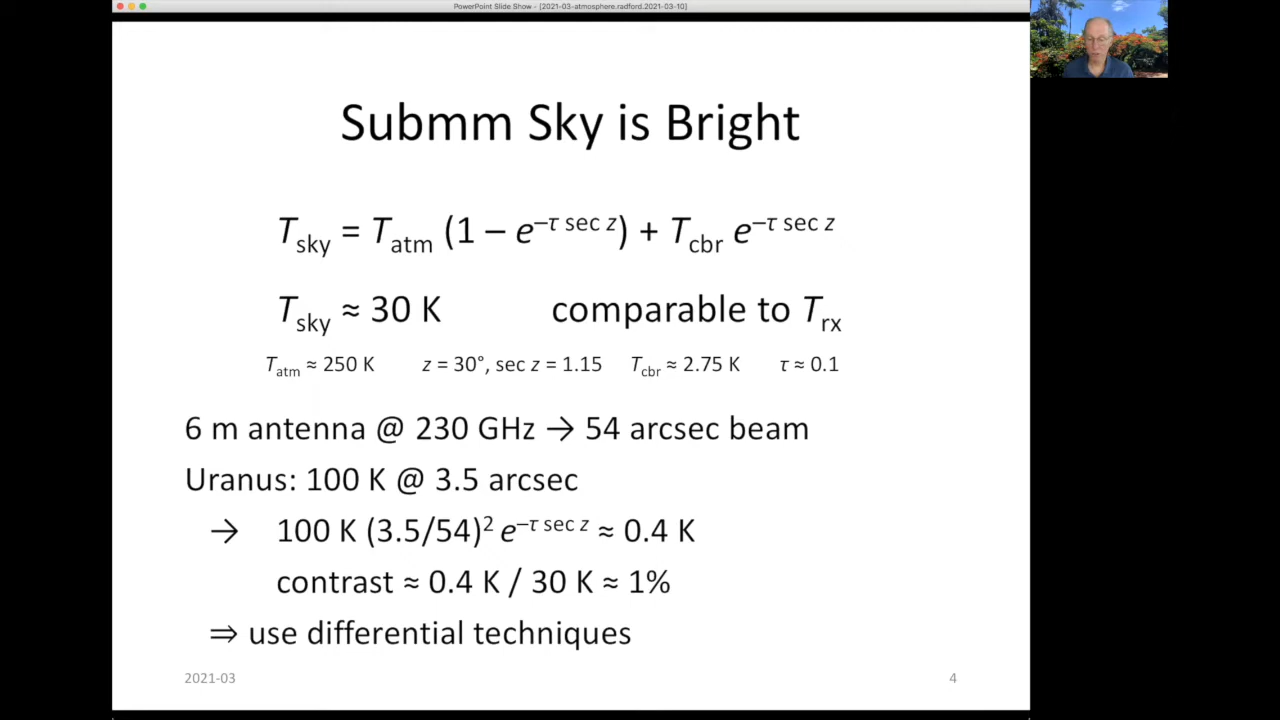 PowerPoint Slide Show - [2021-03-atmosphere.radford.2021-03-10]
Submm Sky is Bright
T_sky = T_atm (1 – e^–τ sec z) + T_cbr e^–τ sec z
T_sky ≈ 30 K comparable to T_rx
T_atm ≈ 250 K z = 30°, sec z = 1.15 T_cbr ≈ 2.75 K τ ≈ 0.1
6 m antenna @ 230 GHz → 54 arcsec beam
Uranus: 100 K @ 3.5 arcsec
→ 100 K (3.5/54)² e^–τ sec z ≈ 0.4 K
contrast ≈ 0.4 K / 30 K ≈ 1%
⇒ use differential techniques
2021-03 4